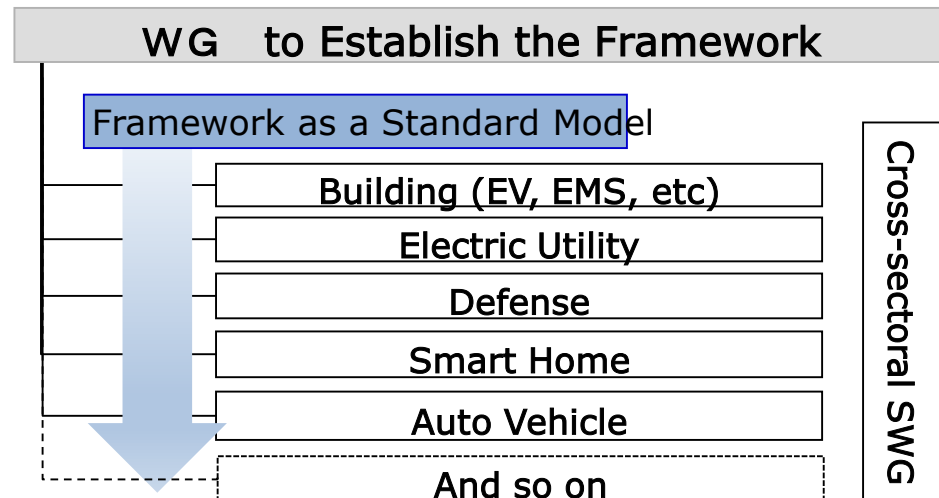 WG to Establish the Framework
Framework as a Standard Model
Building (EV, EMS, etc)
Electric Utility
Defense
Smart Home
Auto Vehicle
And so on
Cross-sectoral SWG